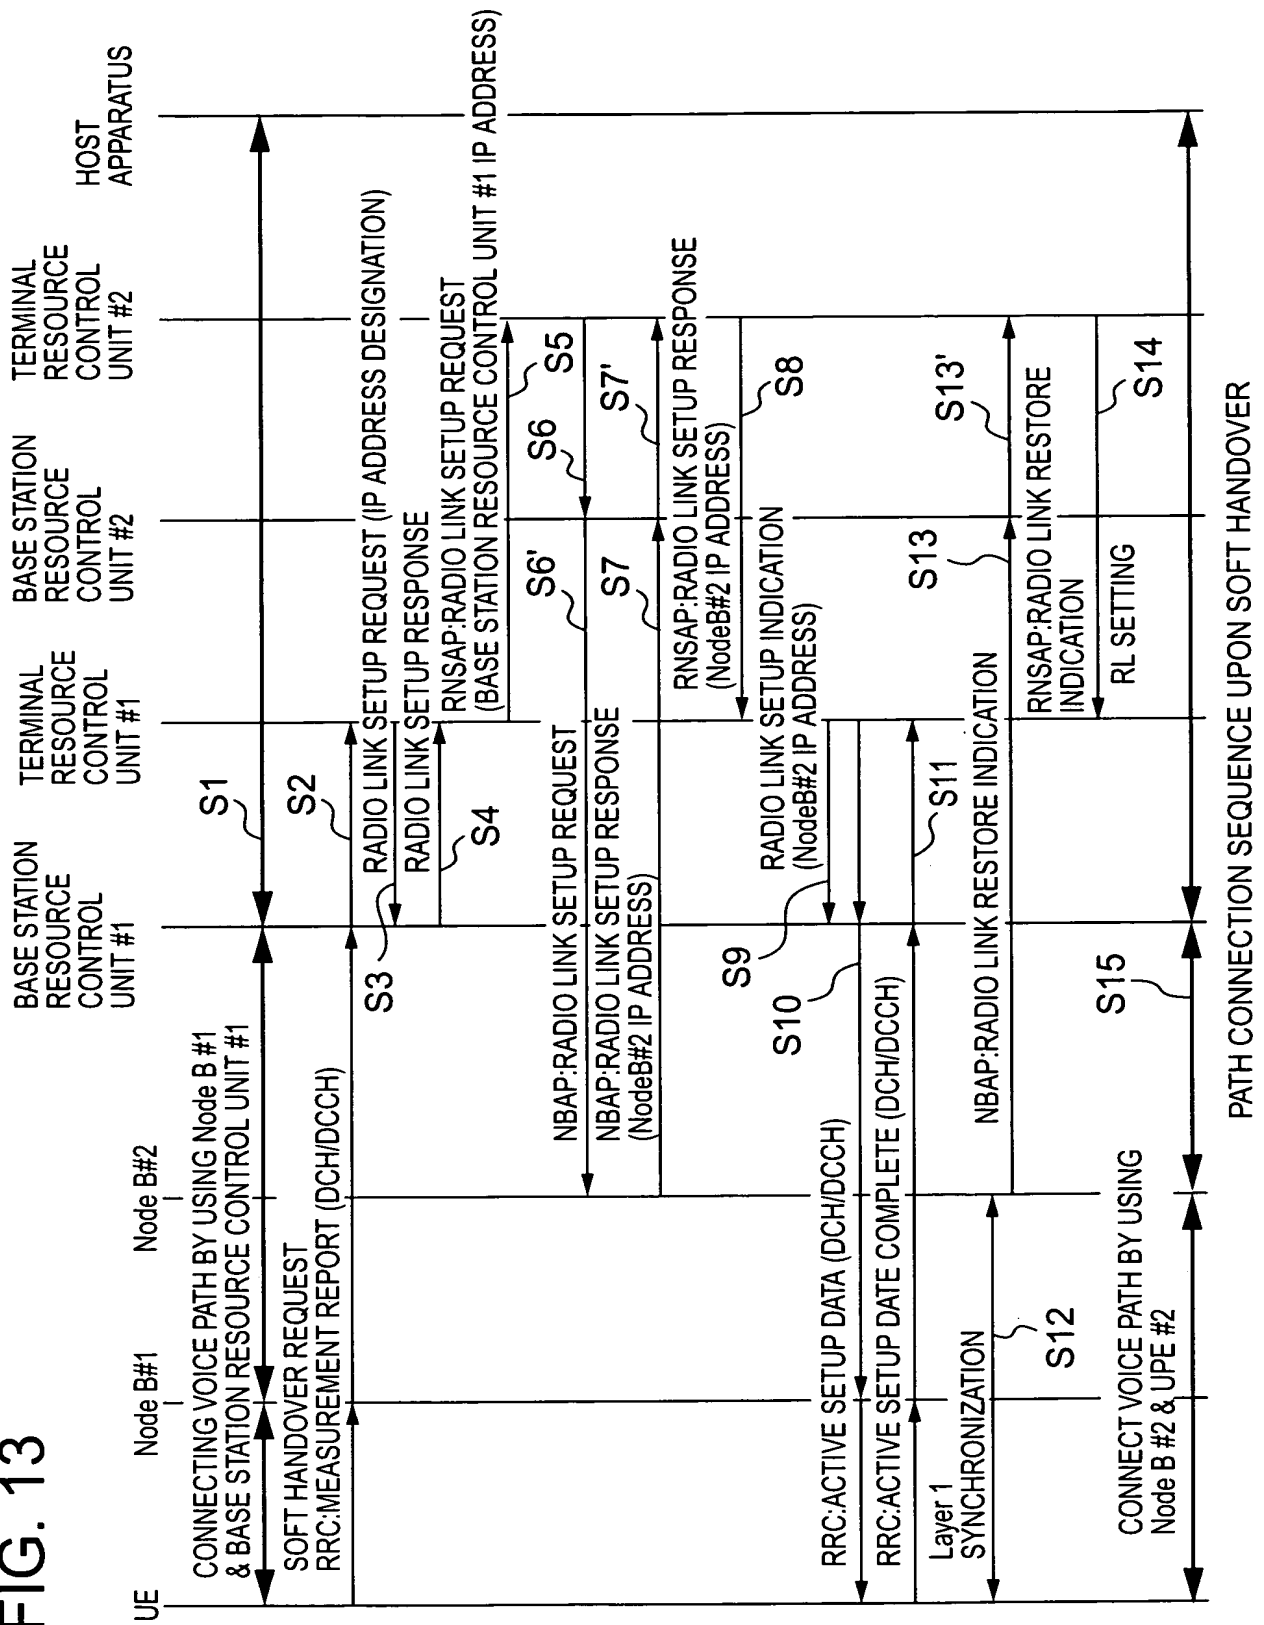 FIG. 13
UE
Node B#1
Node B#2
BASE STATION
RESOURCE
CONTROL
UNIT #1
TERMINAL
RESOURCE
CONTROL
UNIT #1
BASE STATION
RESOURCE
CONTROL
UNIT #2
TERMINAL
RESOURCE
CONTROL
UNIT #2
HOST
APPARATUS
CONNECTING VOICE PATH BY USING Node B #1
& BASE STATION RESOURCE CONTROL UNIT #1
S1
SOFT HANDOVER REQUEST
RRC:MEASUREMENT REPORT (DCH/DCCH)
S2
RADIO LINK SETUP REQUEST (IP ADDRESS DESIGNATION)
S3
RADIO LINK SETUP RESPONSE
S4
RNSAP:RADIO LINK SETUP REQUEST
(BASE STATION RESOURCE CONTROL UNIT #1 IP ADDRESS)
S5
S6
NBAP:RADIO LINK SETUP REQUEST
S6'
NBAP:RADIO LINK SETUP RESPONSE
(NodeB#2 IP ADDRESS)
S7
S7'
RNSAP:RADIO LINK SETUP RESPONSE
(NodeB#2 IP ADDRESS)
S8
RADIO LINK SETUP INDICATION
(NodeB#2 IP ADDRESS)
S9
RRC:ACTIVE SETUP DATA (DCH/DCCH)
S10
RRC:ACTIVE SETUP DATE COMPLETE (DCH/DCCH)
S11
Layer 1
SYNCHRONIZATION
S12
NBAP:RADIO LINK RESTORE INDICATION
S13
S13'
RNSAP:RADIO LINK RESTORE
INDICATION
RL SETTING
S14
CONNECT VOICE PATH BY USING
Node B #2 & UPE #2
S15
PATH CONNECTION SEQUENCE UPON SOFT HANDOVER